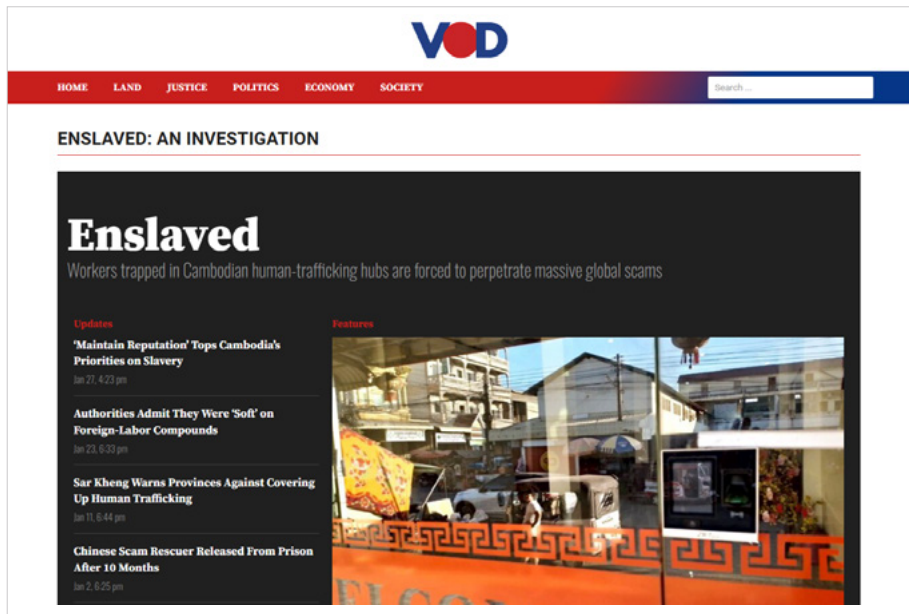 VOD
HOME LAND JUSTICE POLITICS ECONOMY SOCIETY Search ...
ENSLAVED: AN INVESTIGATION
Enslaved
Workers trapped in Cambodian human-trafficking hubs are forced to perpetrate massive global scams
Updates
‘Maintain Reputation’ Tops Cambodia’s
Priorities on Slavery
Jan 27, 4:23 pm
Authorities Admit They Were ‘Soft’ on
Foreign-Labor Compounds
Jan 23, 6:33 pm
Sar Kheng Warns Provinces Against Covering
Up Human Trafficking
Jan 11, 6:44 pm
Chinese Scam Rescuer Released From Prison
After 10 Months
Jan 2, 6:25 pm
Features